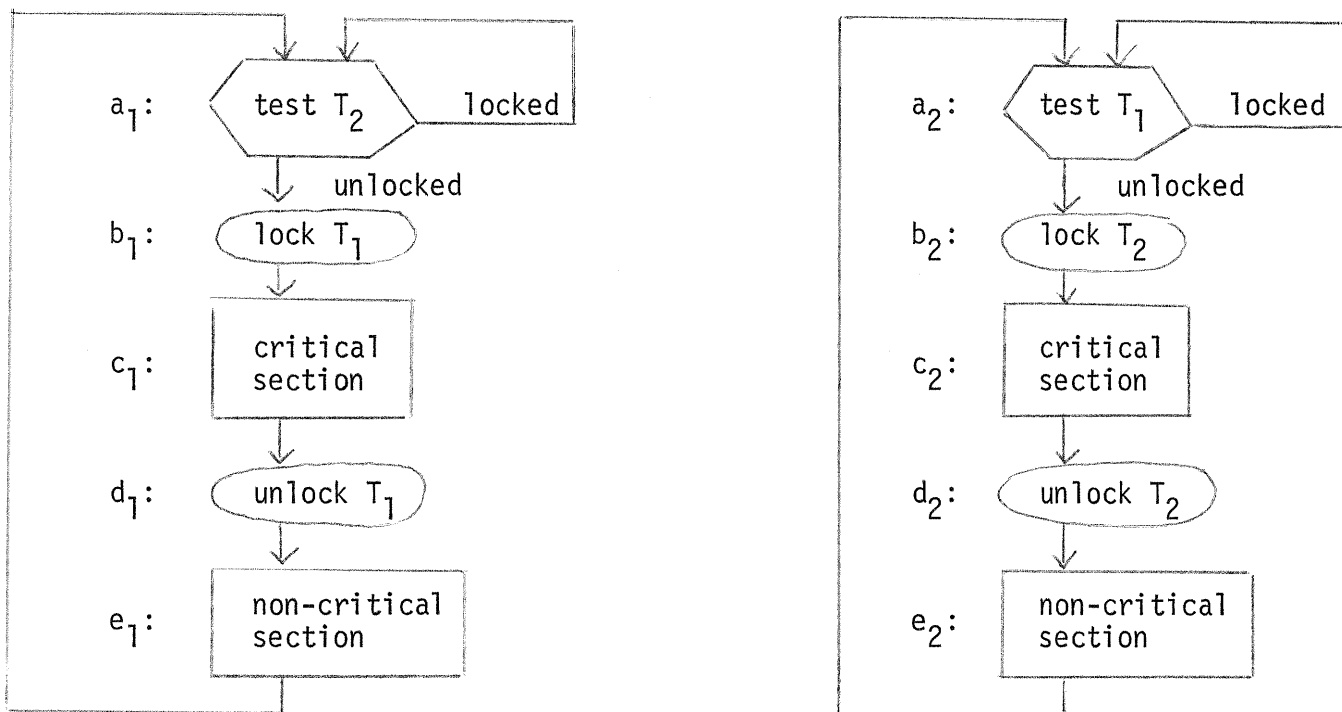 a1: test T2 locked
unlocked
b1: lock T1
c1: critical
section
d1: unlock T1
e1: non-critical
section
a2: test T1 locked
unlocked
b2: lock T2
c2: critical
section
d2: unlock T2
e2: non-critical
section